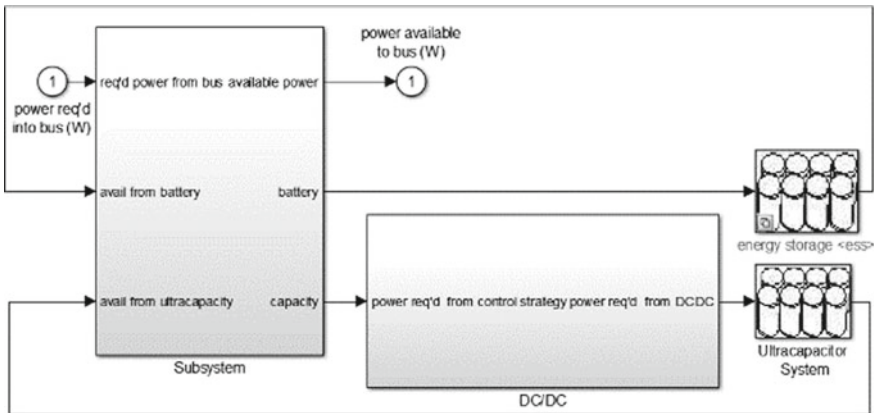 power available
to bus (W)
1
req'd power from bus available power
1
power req'd
into bus (W)
avail from battery battery
energy storage <ess>
avail from ultracapacity capacity
power req'd from control strategy power req'd from DCDC
Subsystem
Ultracapacitor
System
DC/DC